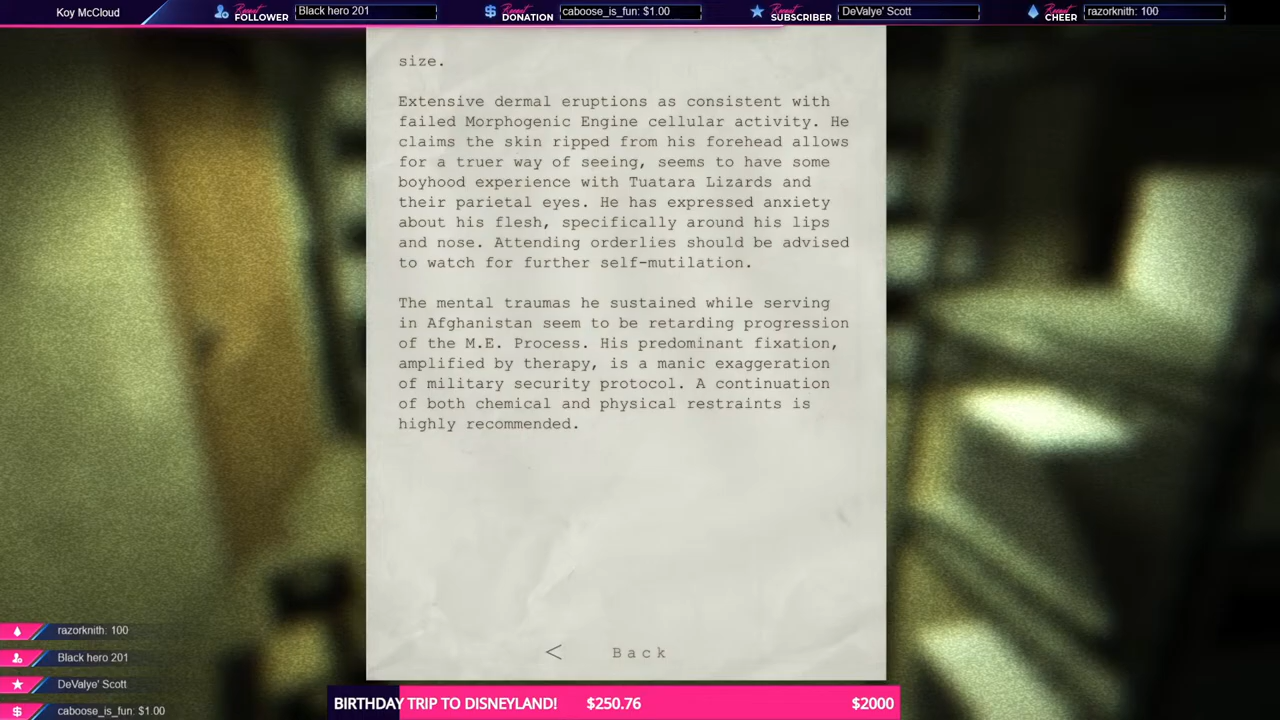 Koy McCloud
Recent FOLLOWER
Black hero 201
Recent DONATION
caboose_is_fun: $1.00
Recent SUBSCRIBER
DeValye' Scott
Recent CHEER
razorknith: 100
size.
Extensive dermal eruptions as consistent with
failed Morphogenic Engine cellular activity. He
claims the skin ripped from his forehead allows
for a truer way of seeing, seems to have some
boyhood experience with Tuatara Lizards and
their parietal eyes. He has expressed anxiety
about his flesh, specifically around his lips
and nose. Attending orderlies should be advised
to watch for further self-mutilation.
The mental traumas he sustained while serving
in Afghanistan seem to be retarding progression
of the M.E. Process. His predominant fixation,
amplified by therapy, is a manic exaggeration
of military security protocol. A continuation
of both chemical and physical restraints is
highly recommended.
< Back
razorknith: 100
Black hero 201
DeValye' Scott
caboose_is_fun: $1.00
BIRTHDAY TRIP TO DISNEYLAND! $250.76 $2000